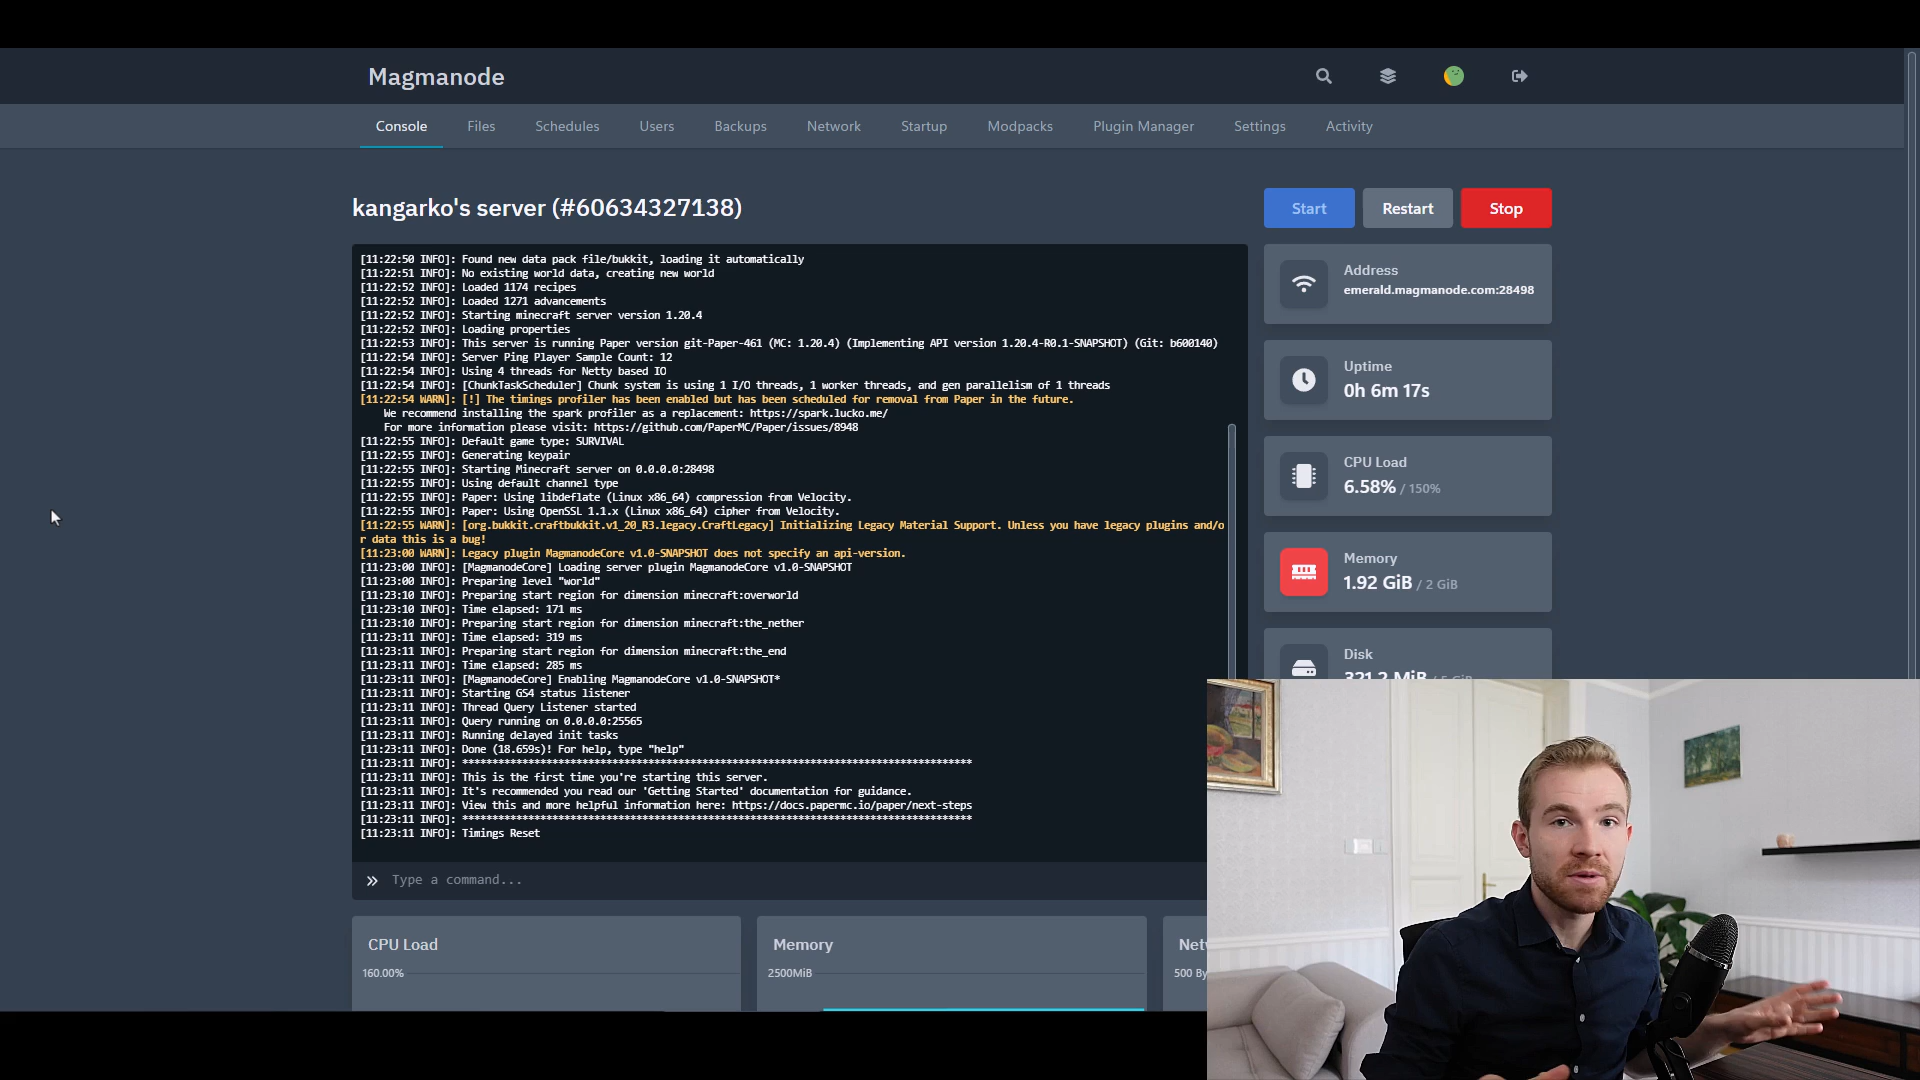 Magmanode
Console Files Schedules Users Backups Network Startup Modpacks Plugin Manager Settings Activity
kangarko's server (#60634327138)
Start Restart Stop
[11:22:50 INFO]: Found new data pack file/bukkit, loading it automatically
[11:22:51 INFO]: No existing world data, creating new world
[11:22:52 INFO]: Loaded 1174 recipes
[11:22:52 INFO]: Loaded 1271 advancements
[11:22:52 INFO]: Starting minecraft server version 1.20.4
[11:22:52 INFO]: Loading properties
[11:22:53 INFO]: This server is running Paper version git-Paper-461 (MC: 1.20.4) (Implementing API version 1.20.4-R0.1-SNAPSHOT) (Git: b600140)
[11:22:54 INFO]: Server Ping Player Sample Count: 12
[11:22:54 INFO]: Using 4 threads for Netty based IO
[11:22:54 INFO]: [ChunkTaskScheduler] Chunk system is using 1 I/O threads, 1 worker threads, and gen parallelism of 1 threads
[11:22:54 WARN]: [!] The timings profiler has been enabled but has been scheduled for removal from Paper in the future.
We recommend installing the spark profiler as a replacement: https://spark.lucko.me/
For more information please visit: https://github.com/PaperMC/Paper/issues/8948
[11:22:55 INFO]: Default game type: SURVIVAL
[11:22:55 INFO]: Generating keypair
[11:22:55 INFO]: Starting Minecraft server on 0.0.0.0:28498
[11:22:55 INFO]: Using default channel type
[11:22:55 INFO]: Paper: Using libdeflate (Linux x86_64) compression from Velocity.
[11:22:55 INFO]: Paper: Using OpenSSL 1.1.x (Linux x86_64) cipher from Velocity.
[11:22:55 WARN]: [org.bukkit.craftbukkit.v1_20_R3.legacy.CraftLegacy] Initializing Legacy Material Support. Unless you have legacy plugins and/o
r data this is a bug!
[11:23:00 WARN]: Legacy plugin MagmanodeCore v1.0-SNAPSHOT does not specify an api-version.
[11:23:00 INFO]: [MagmanodeCore] Loading server plugin MagmanodeCore v1.0-SNAPSHOT
[11:23:00 INFO]: Preparing level "world"
[11:23:10 INFO]: Preparing start region for dimension minecraft:overworld
[11:23:10 INFO]: Time elapsed: 171 ms
[11:23:10 INFO]: Preparing start region for dimension minecraft:the_nether
[11:23:11 INFO]: Time elapsed: 319 ms
[11:23:11 INFO]: Preparing start region for dimension minecraft:the_end
[11:23:11 INFO]: Time elapsed: 285 ms
[11:23:11 INFO]: [MagmanodeCore] Enabling MagmanodeCore v1.0-SNAPSHOT*
[11:23:11 INFO]: Starting GS4 status listener
[11:23:11 INFO]: Thread Query Listener started
[11:23:11 INFO]: Query running on 0.0.0.0:25565
[11:23:11 INFO]: Running delayed init tasks
[11:23:11 INFO]: Done (18.659s)! For help, type "help"
[11:23:11 INFO]: *************************************************************************************
[11:23:11 INFO]: This is the first time you're starting this server.
[11:23:11 INFO]: It's recommended you read our 'Getting Started' documentation for guidance.
[11:23:11 INFO]: View this and more helpful information here: https://docs.papermc.io/paper/next-steps
[11:23:11 INFO]: *************************************************************************************
[11:23:11 INFO]: Timings Reset
» Type a command...
Address
emerald.magmanode.com:28498
Uptime
0h 6m 17s
CPU Load
6.58% / 150%
Memory
1.92 GiB / 2 GiB
Disk
321.2 MiB / 5 GiB
CPU Load
160.00%
Memory
2500MiB
Net
500 By